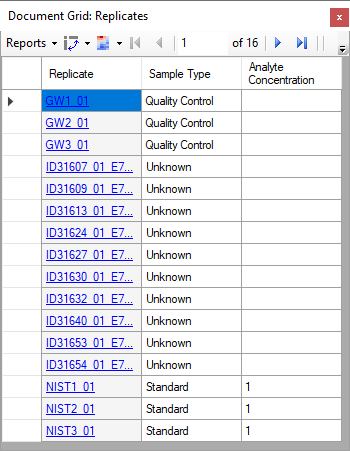 Document Grid: Replicates
Reports 1 of 16
Replicate Sample Type Analyte Concentration
GW1_01 Quality Control
GW2_01 Quality Control
GW3_01 Quality Control
ID31607_01_E7... Unknown
ID31609_01_E7... Unknown
ID31613_01_E7... Unknown
ID31624_01_E7... Unknown
ID31627_01_E7... Unknown
ID31630_01_E7... Unknown
ID31632_01_E7... Unknown
ID31640_01_E7... Unknown
ID31653_01_E7... Unknown
ID31654_01_E7... Unknown
NIST1_01 Standard 1
NIST2_01 Standard 1
NIST3_01 Standard 1